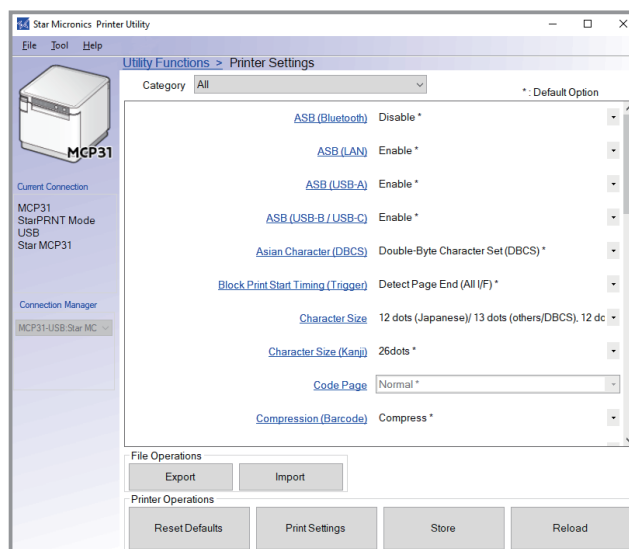 Star Micronics Printer Utility
File Tool Help
Utility Functions > Printer Settings
Category All
* : Default Option
MCP31
Current Connection
MCP31
StarPRNT Mode
USB
Star MCP31
Connection Manager
MCP31-USB:Star MC
ASB (Bluetooth) Disable *
ASB (LAN) Enable *
ASB (USB-A) Enable *
ASB (USB-B / USB-C) Enable *
Asian Character (DBCS) Double-Byte Character Set (DBCS) *
Block Print Start Timing (Trigger) Detect Page End (All I/F) *
Character Size 12 dots (Japanese)/ 13 dots (others/DBCS), 12 dc
Character Size (Kanji) 26dots *
Code Page Normal *
Compression (Barcode) Compress *
File Operations
Export Import
Printer Operations
Reset Defaults Print Settings Store Reload